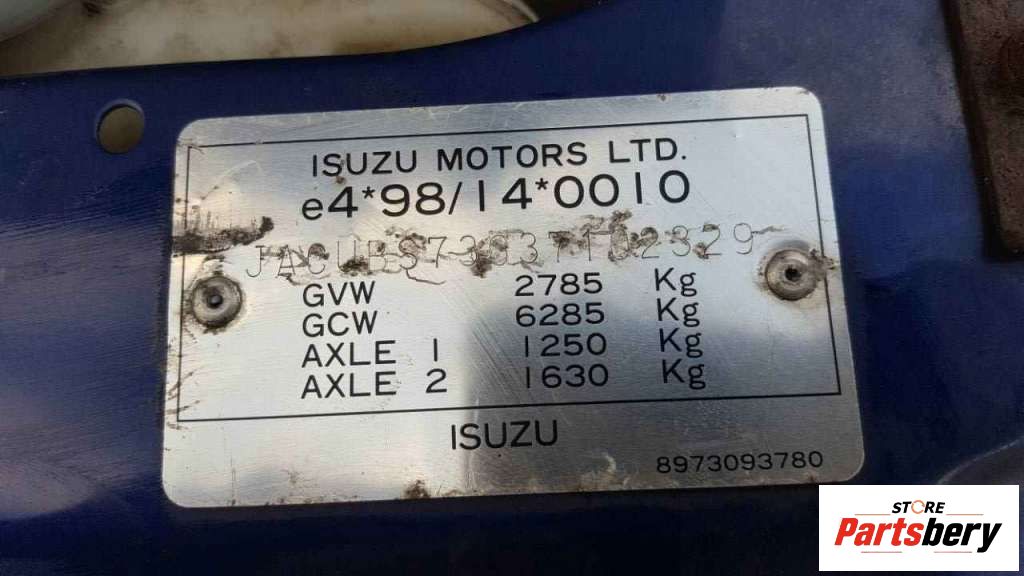 ISUZU MOTORS LTD.
e4*98/14*0010
GVW 2785 Kg
GCW 6285 Kg
AXLE 1 1250 Kg
AXLE 2 1630 Kg
ISUZU
8973093780
STORE
Partsbery